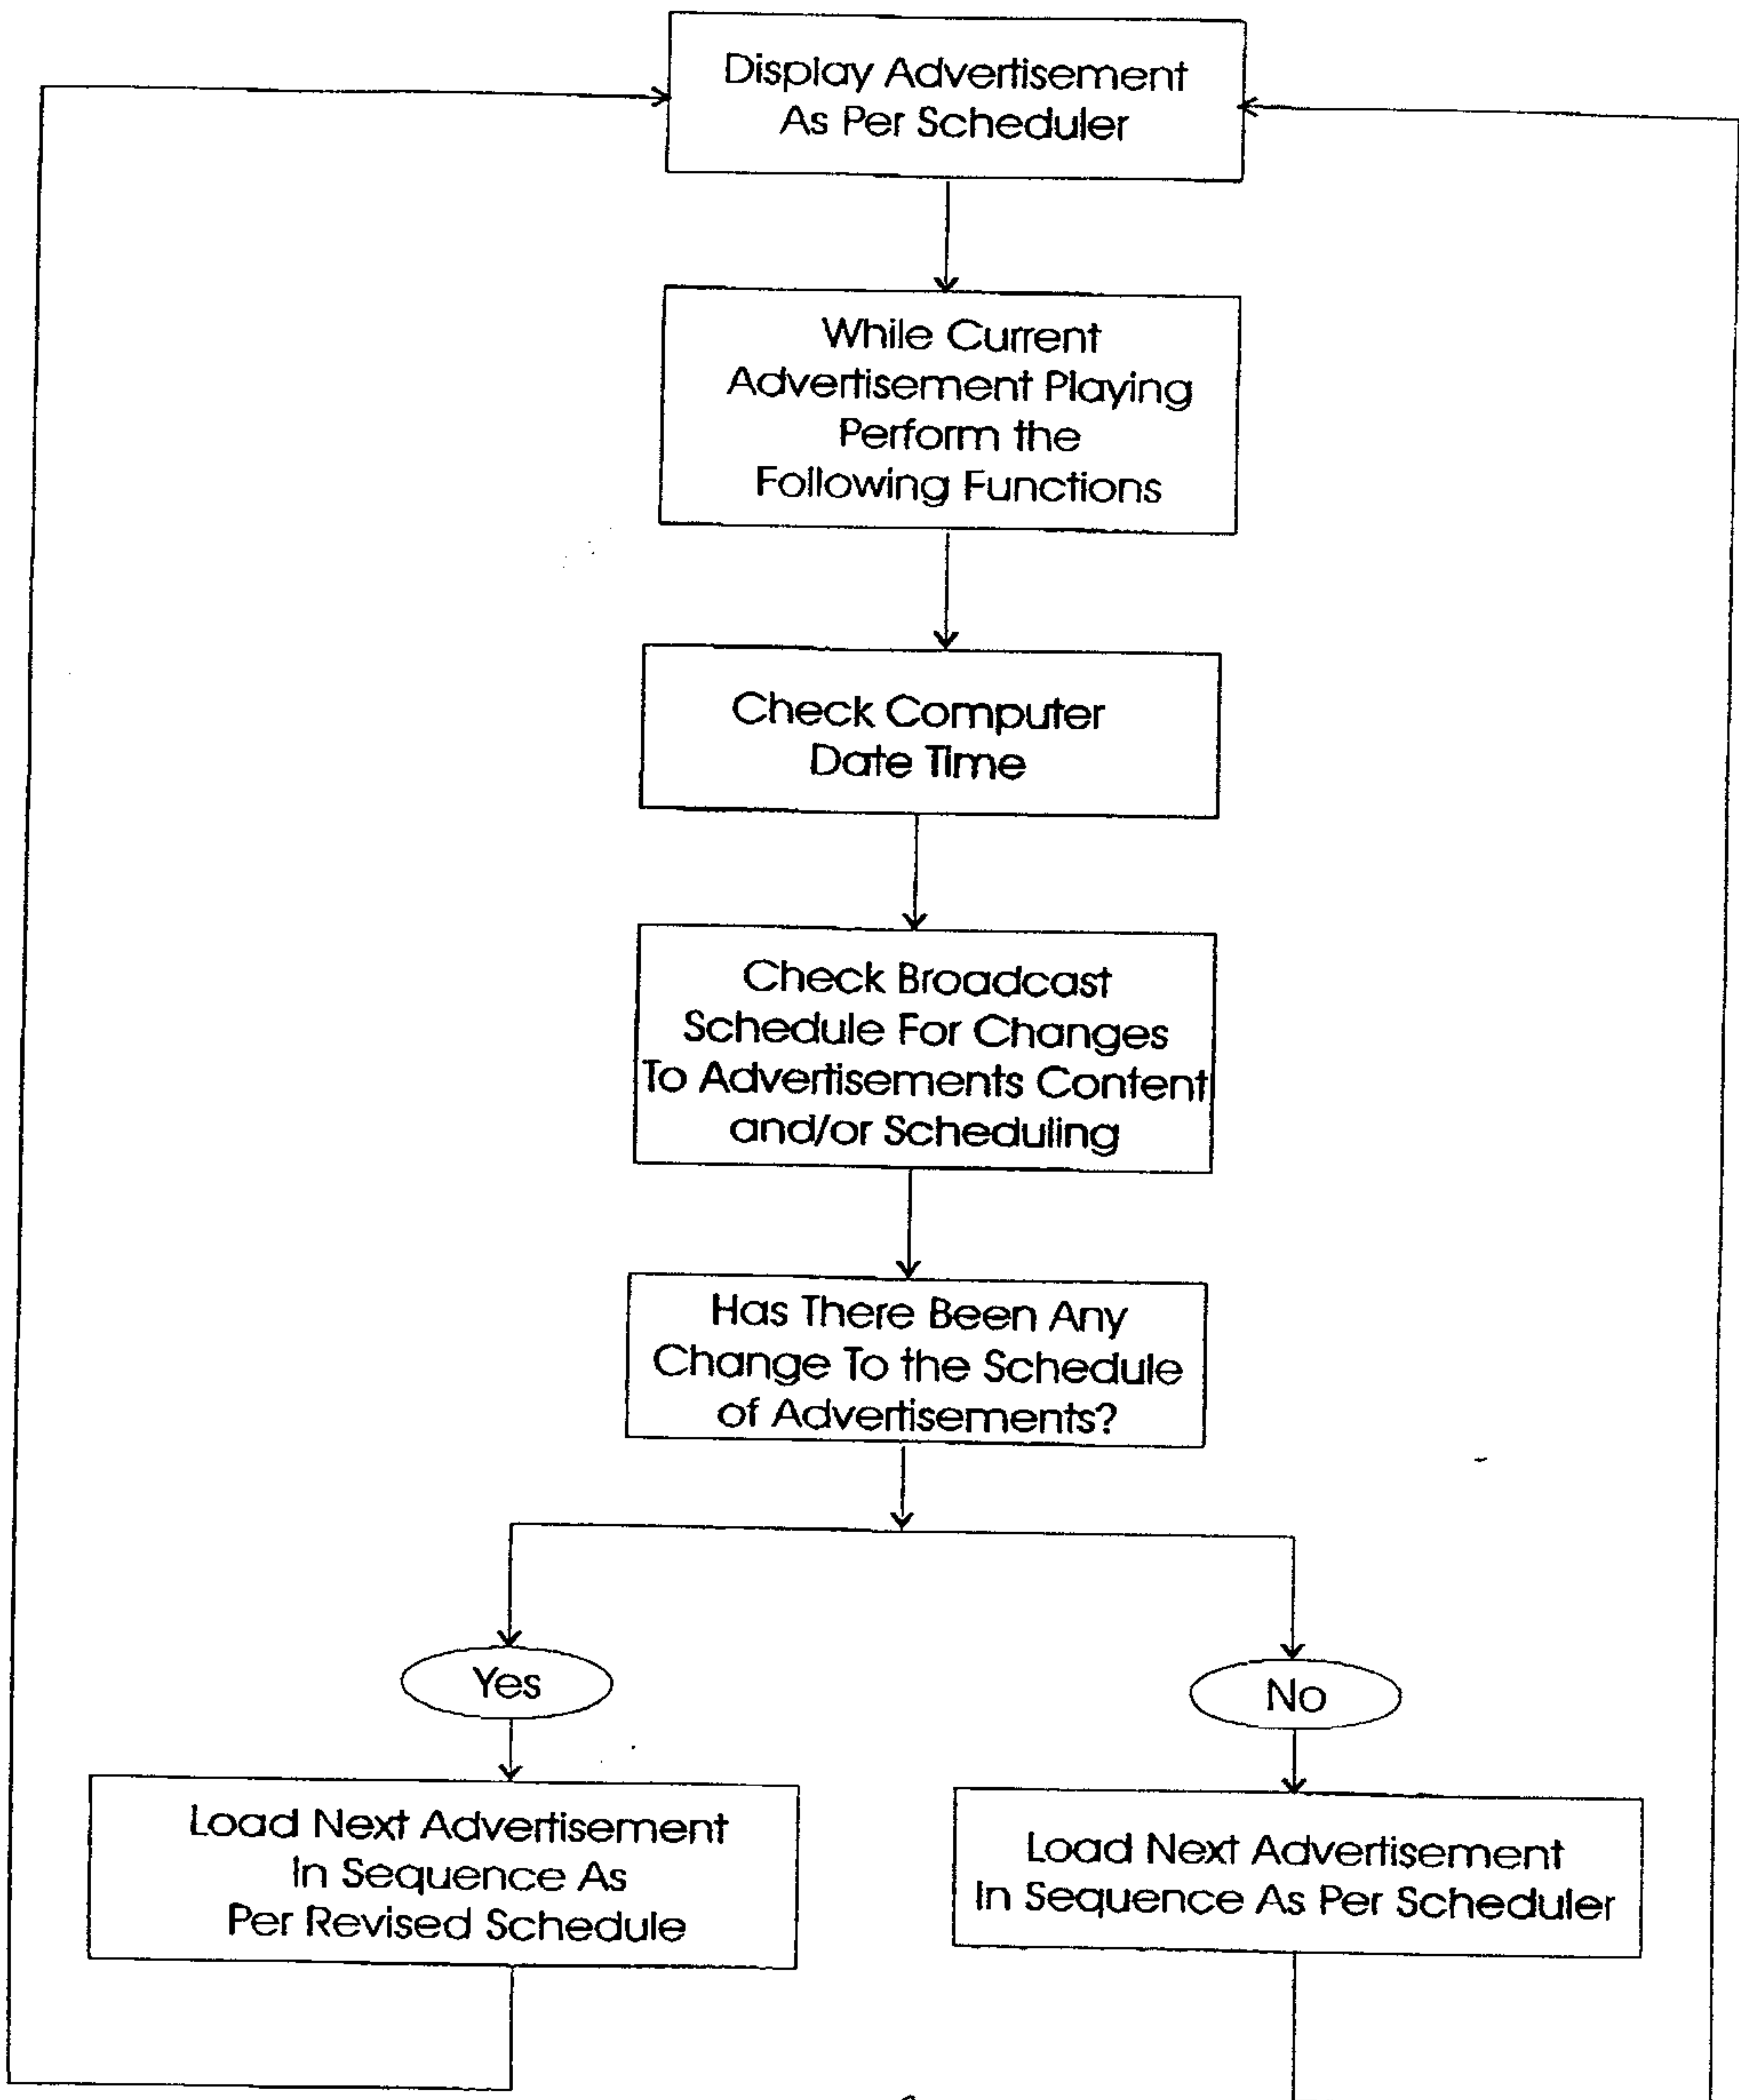 Display Advertisement
As Per Scheduler
While Current
Advertisement Playing
Perform the
Following Functions
Check Computer
Date Time
Check Broadcast
Schedule For Changes
To Advertisements Content
and/or Scheduling
Has There Been Any
Change To the Schedule
of Advertisements?
Yes
No
Load Next Advertisement
In Sequence As
Per Revised Schedule
Load Next Advertisement
In Sequence As Per Scheduler